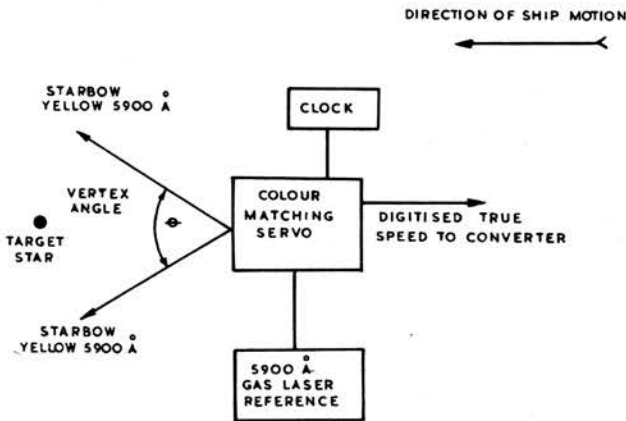 DIRECTION OF SHIP MOTION
STARBOW
YELLOW 5900 Å
CLOCK
VERTEX
ANGLE
ϕ
TARGET
STAR
COLOUR
MATCHING
SERVO
DIGITISED TRUE
SPEED TO CONVERTER
STARBOW
YELLOW 5900 Å
5900 Å
GAS LASER
REFERENCE